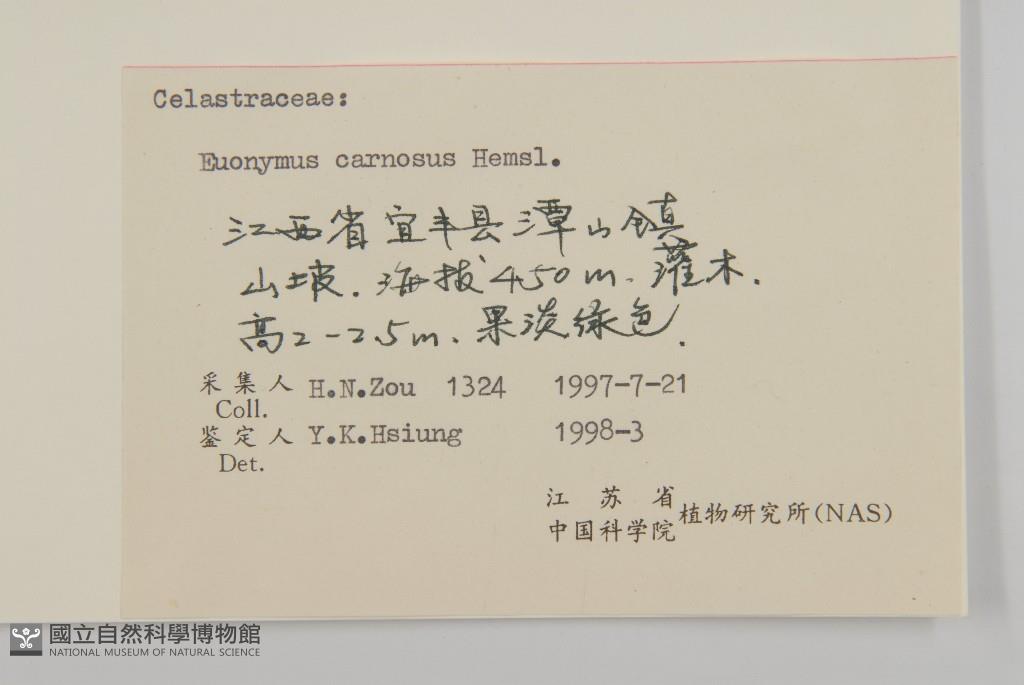 Celastraceae:
Euonymus carnosus Hemsl.
江西省宜丰县潭山镇
山坡. 海拔450m. 灌木.
高2-2.5m. 果淡绿色.
采集人 H.N.Zou 1324 1997-7-21
Coll.
鉴定人 Y.K.Hsiung 1998-3
Det.
江苏省
中国科学院植物研究所(NAS)
國立自然科學博物館
NATIONAL MUSEUM OF NATURAL SCIENCE